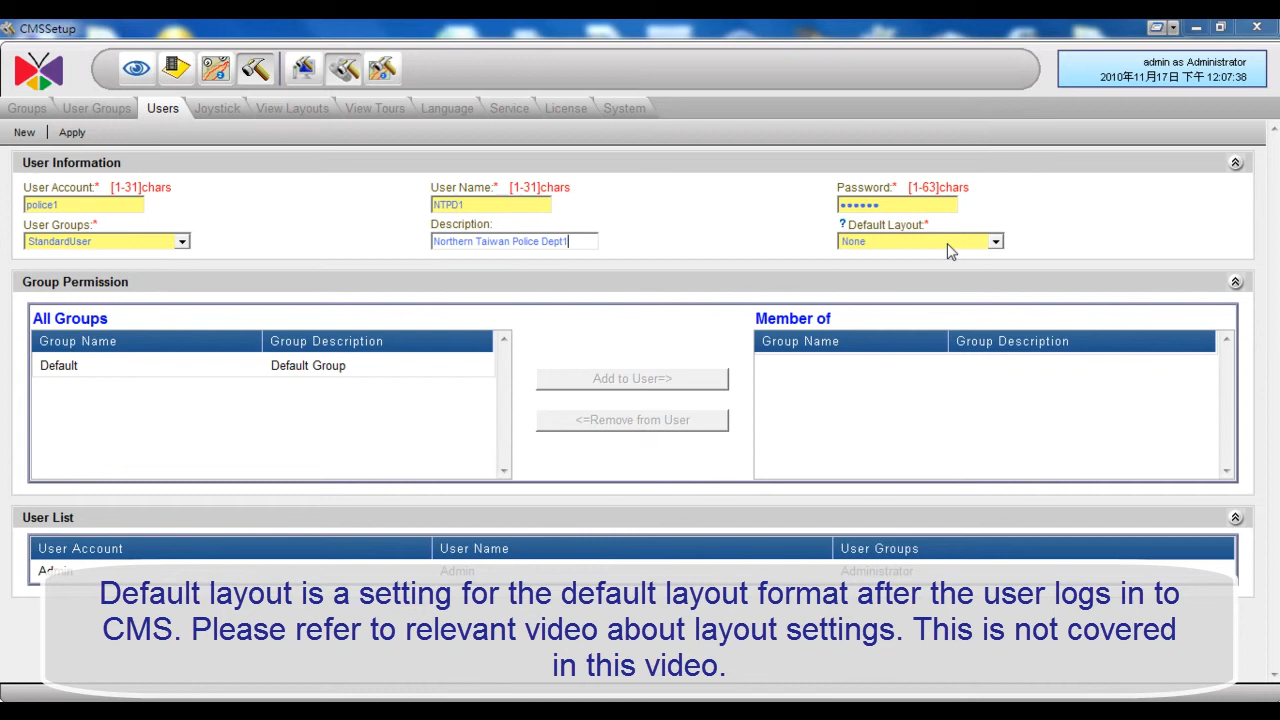 CMSSetup
admin as Administrator
2010年11月17日 下午 12:07:38
Groups User Groups Users Joystick View Layouts View Tours Language Service License System
New Apply
User Information
User Account:* [1-31]chars User Name:* [1-31]chars Password:* [1-63]chars
police1 NTPD1 ••••••
User Groups:* Description: ? Default Layout:*
StandardUser Northern Taiwan Police Dept1 None
Group Permission
All Groups Member of
Group Name Group Description Group Name Group Description
Default Default Group
Add to User=>
<=Remove from User
User List
User Account User Name User Groups
Admin Admin Administrator
Default layout is a setting for the default layout format after the user logs in to
CMS. Please refer to relevant video about layout settings. This is not covered
in this video.